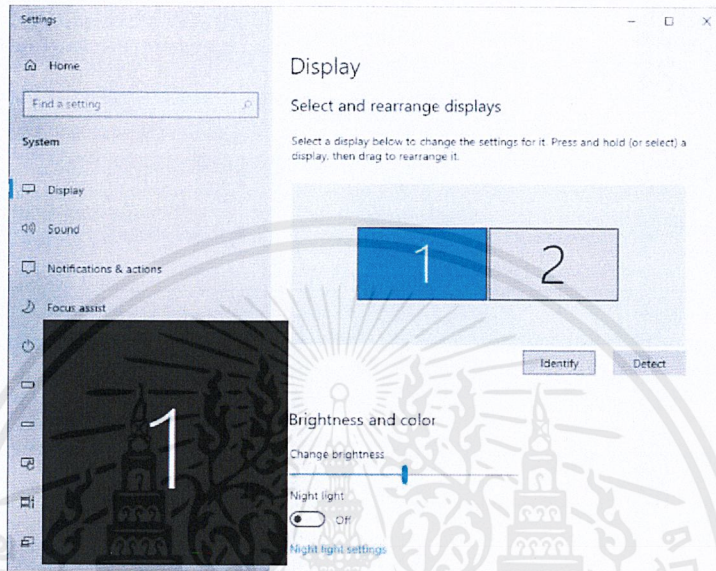 Settings
Home
Find a setting
System
Display
Sound
Notifications & actions
Focus assist
1
Display
Select and rearrange displays
Select a display below to change the settings for it. Press and hold (or select) a
display, then drag to rearrange it.
1
2
Identify
Detect
Brightness and color
Change brightness
Night light
Off
Night light settings